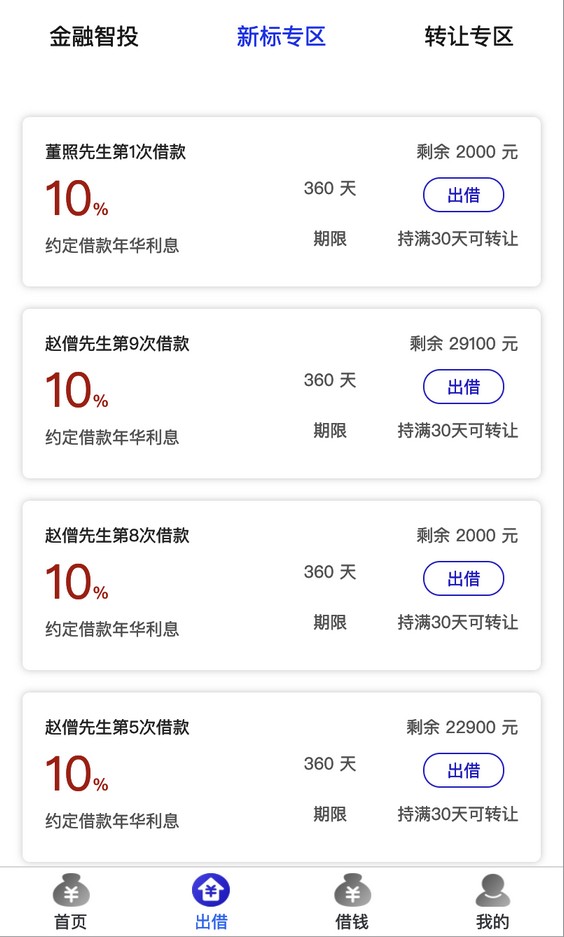 金融智投 新标专区 转让专区
董照先生第1次借款 剩余 2000 元
10% 360 天 出借
约定借款年华利息 期限 持满30天可转让
赵僧先生第9次借款 剩余 29100 元
10% 360 天 出借
约定借款年华利息 期限 持满30天可转让
赵僧先生第8次借款 剩余 2000 元
10% 360 天 出借
约定借款年华利息 期限 持满30天可转让
赵僧先生第5次借款 剩余 22900 元
10% 360 天 出借
约定借款年华利息 期限 持满30天可转让
¥ ¥ ¥
首页 出借 借钱 我的